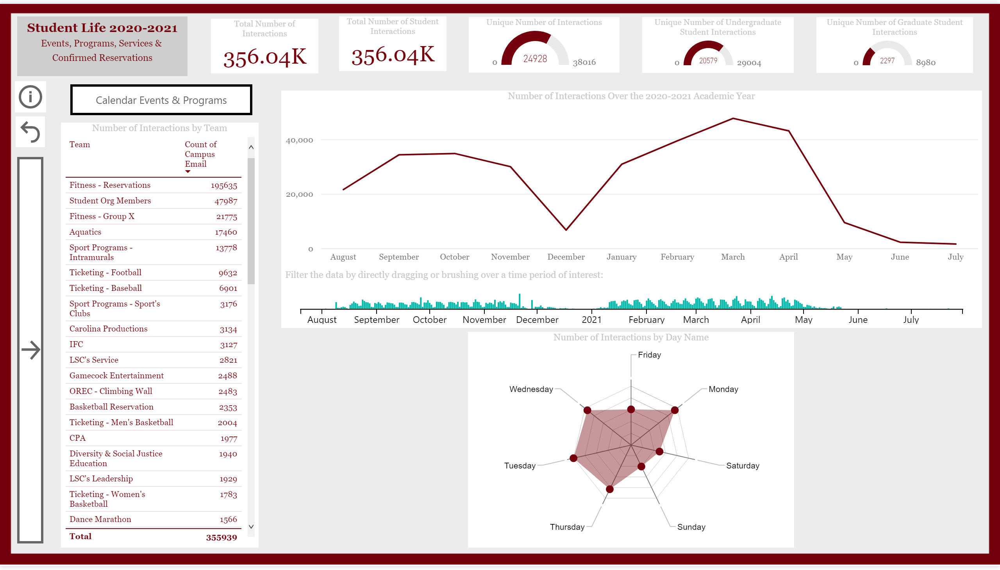 Student Life 2020-2021
Events, Programs, Services &
Confirmed Reservations
Total Number of
Interactions
356.04K
Total Number of Student
Interactions
356.04K
Unique Number of Interactions
24928
0
38016
Unique Number of Undergraduate
Student Interactions
20579
0
29004
Unique Number of Graduate Student
Interactions
2297
0
8980
Calendar Events & Programs
Number of Interactions by Team
Team
Count of
Campus
Email
Fitness - Reservations 195635
Student Org Members 47987
Fitness - Group X 21775
Aquatics 17460
Sport Programs - 13778
Intramurals
Ticketing - Football 9632
Ticketing - Baseball 6901
Sport Programs - Sport's 3176
Clubs
Carolina Productions 3134
IFC 3127
LSC's Service 2821
Gamecock Entertainment 2488
OREC - Climbing Wall 2483
Basketball Reservation 2353
Ticketing - Men's Basketball 2004
CPA 1977
Diversity & Social Justice 1940
Education
LSC's Leadership 1929
Ticketing - Women's 1783
Basketball
Dance Marathon 1566
Total 355939
Number of Interactions Over the 2020-2021 Academic Year
40,000
20,000
0
August September October November December January February March April May June July
Filter the data by directly dragging or brushing over a time period of interest:
August September October November December 2021 February March April May June July
Number of Interactions by Day Name
Friday
Wednesday
Monday
Tuesday
Saturday
Thursday
Sunday